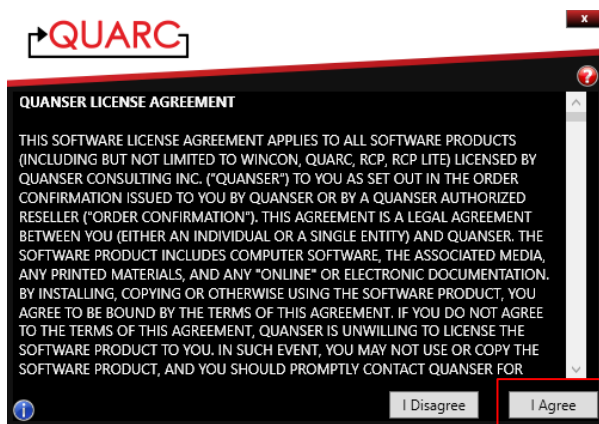 QUARC
x
?
QUANSER LICENSE AGREEMENT
THIS SOFTWARE LICENSE AGREEMENT APPLIES TO ALL SOFTWARE PRODUCTS
(INCLUDING BUT NOT LIMITED TO WINCON, QUARC, RCP, RCP LITE) LICENSED BY
QUANSER CONSULTING INC. ("QUANSER") TO YOU AS SET OUT IN THE ORDER
CONFIRMATION ISSUED TO YOU BY QUANSER OR BY A QUANSER AUTHORIZED
RESELLER ("ORDER CONFIRMATION"). THIS AGREEMENT IS A LEGAL AGREEMENT
BETWEEN YOU (EITHER AN INDIVIDUAL OR A SINGLE ENTITY) AND QUANSER. THE
SOFTWARE PRODUCT INCLUDES COMPUTER SOFTWARE, THE ASSOCIATED MEDIA,
ANY PRINTED MATERIALS, AND ANY "ONLINE" OR ELECTRONIC DOCUMENTATION.
BY INSTALLING, COPYING OR OTHERWISE USING THE SOFTWARE PRODUCT, YOU
AGREE TO BE BOUND BY THE TERMS OF THIS AGREEMENT. IF YOU DO NOT AGREE
TO THE TERMS OF THIS AGREEMENT, QUANSER IS UNWILLING TO LICENSE THE
SOFTWARE PRODUCT TO YOU. IN SUCH EVENT, YOU MAY NOT USE OR COPY THE
SOFTWARE PRODUCT, AND YOU SHOULD PROMPTLY CONTACT QUANSER FOR
i
I Disagree
I Agree